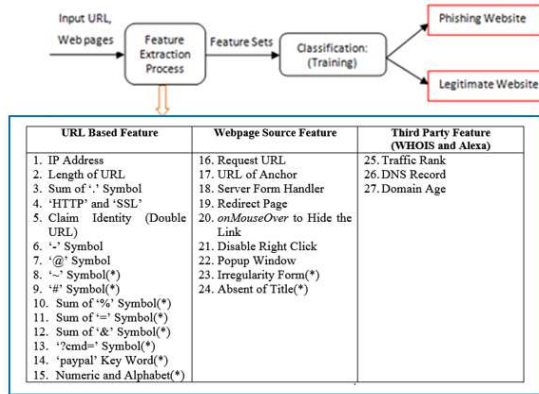 Input URL,
Web pages
Feature
Extraction
Process
Feature Sets
Classification:
(Training)
Phishing Website
Legitimate Website
URL Based Feature
1. IP Address
2. Length of URL
3. Sum of '.' Symbol
4. 'HTTP' and 'SSL'
5. Claim Identity (Double
URL)
6. '-' Symbol
7. '@' Symbol
8. '~' Symbol(*)
9. '#' Symbol(*)
10. Sum of '%' Symbol(*)
11. Sum of '=' Symbol(*)
12. Sum of '&' Symbol(*)
13. '?cmd=' Symbol(*)
14. 'paypal' Key Word(*)
15. Numeric and Alphabet(*)
Webpage Source Feature
16. Request URL
17. URL of Anchor
18. Server Form Handler
19. Redirect Page
20. onMouseOver to Hide the
Link
21. Disable Right Click
22. Popup Window
23. Irregularity Form(*)
24. Absent of Title(*)
Third Party Feature
(WHOIS and Alexa)
25. Traffic Rank
26. DNS Record
27. Domain Age